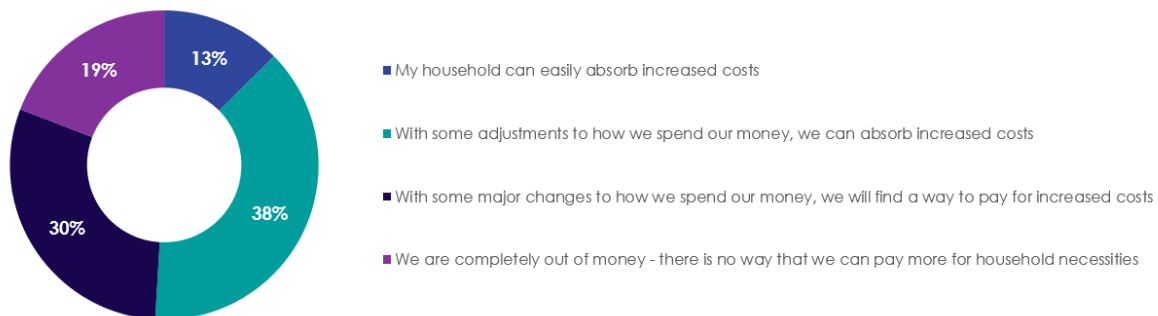 13%
19%
38%
30%
My household can easily absorb increased costs
With some adjustments to how we spend our money, we can absorb increased costs
With some major changes to how we spend our money, we will find a way to pay for increased costs
We are completely out of money - there is no way that we can pay more for household necessities